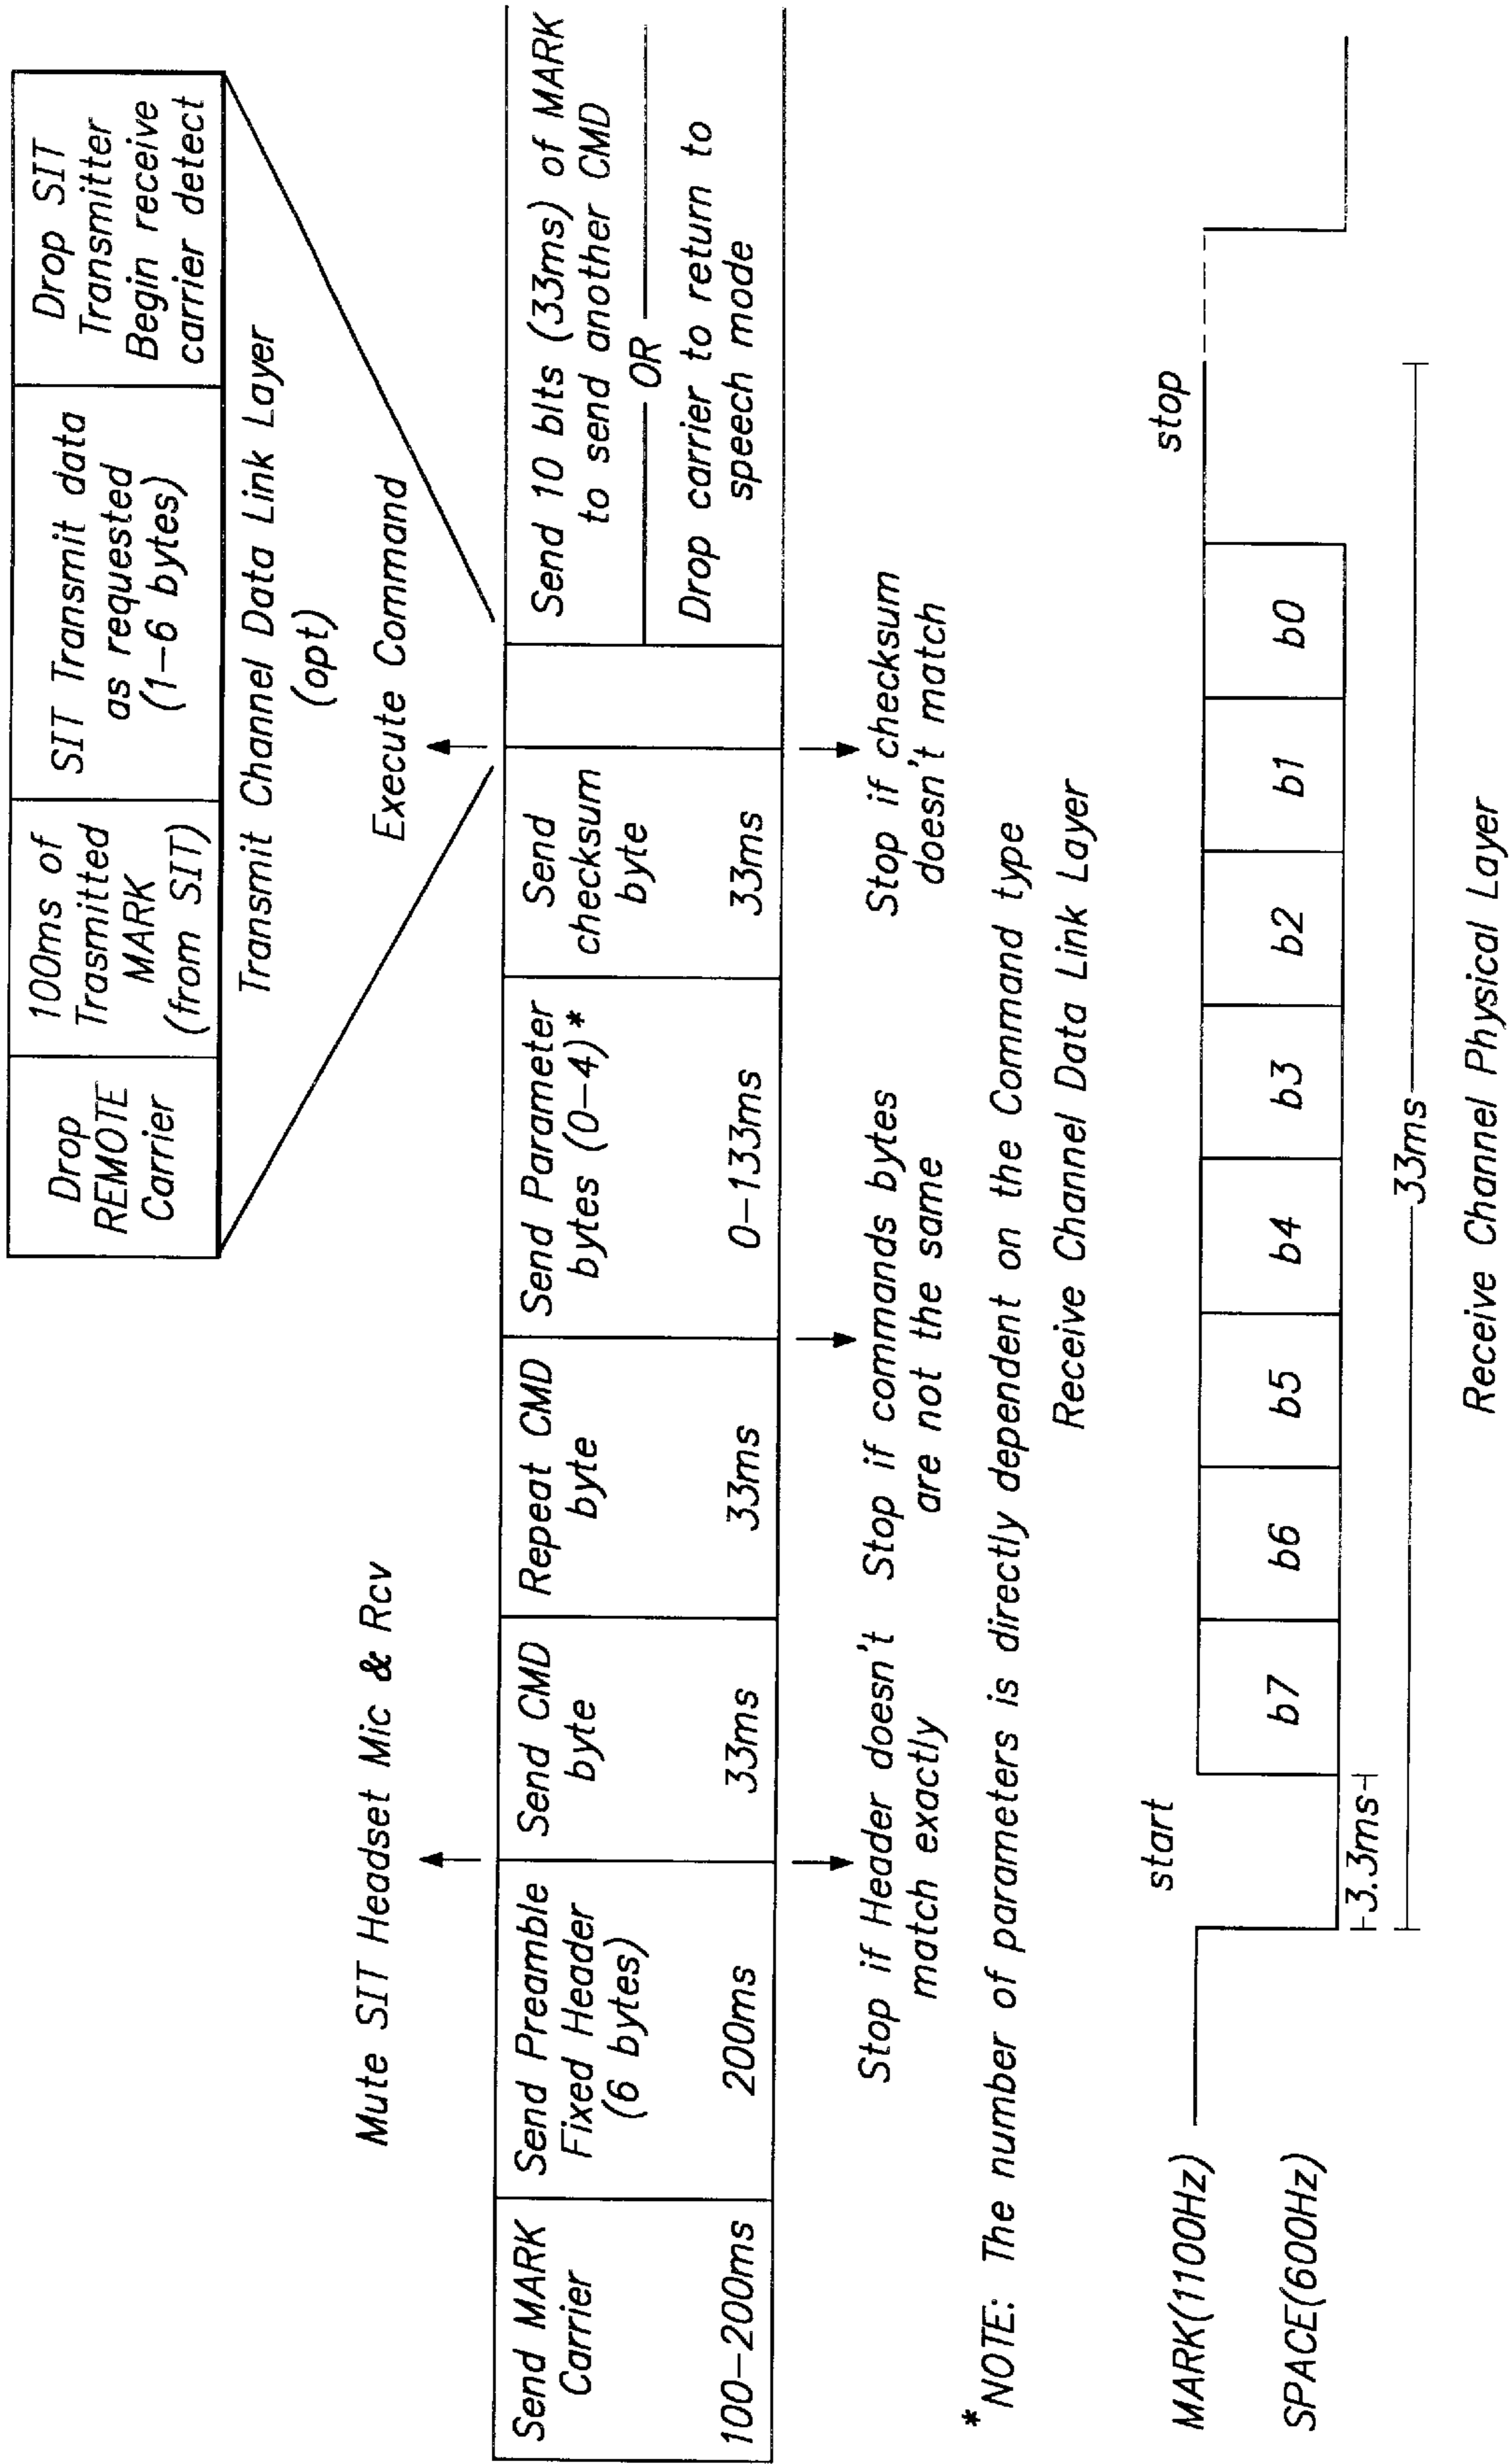 Drop
REMOTE
Carrier
100ms of
Trasmitted
MARK
(from SIT)
SIT Transmit data
as requested
(1-6 bytes)
Drop SIT
Transmitter
Begin receive
carrier detect
Transmit Channel Data Link Layer
(opt)
Mute SIT Headset Mic & Rcv
Execute Command
Send MARK
Carrier
100-200ms
Send Preamble
Fixed Header
(6 bytes)
200ms
Send CMD
byte
33ms
Repeat CMD
byte
33ms
Send Parameter
bytes (0-4)*
0-133ms
Send
checksum
byte
33ms
Send 10 bits (33ms) of MARK
to send another CMD
OR
Drop carrier to return to
speech mode
Stop if Header doesn't
match exactly
Stop if commands bytes
are not the same
Stop if checksum
doesn't match
*NOTE: The number of parameters is directly dependent on the Command type
Receive Channel Data Link Layer
MARK(1100Hz)
SPACE(600Hz)
start
b7
b6
b5
b4
b3
b2
b1
b0
stop
3.3ms
33ms
Receive Channel Physical Layer